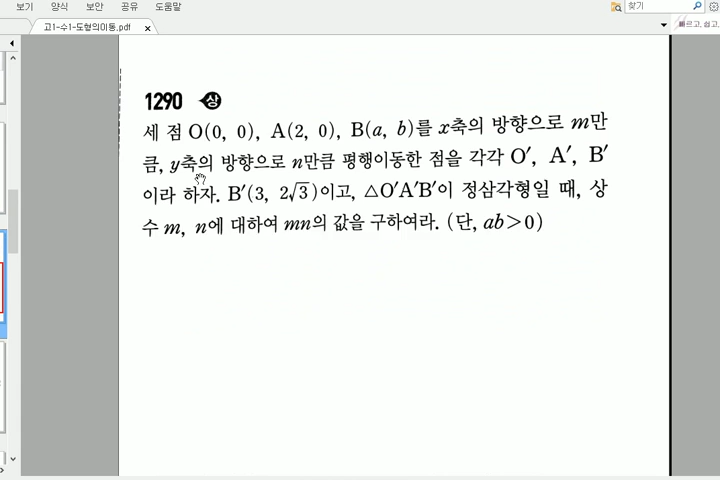 보기 양식 보안 공유 도움말 찾기
고1-수1-도형의이동.pdf
1290 상
세 점 O(0, 0), A(2, 0), B(a, b)를 x축의 방향으로 m만
큼, y축의 방향으로 n만큼 평행이동한 점을 각각 O′, A′, B′
이라 하자. B′(3, 2√3)이고, △O′A′B′이 정삼각형일 때, 상
수 m, n에 대하여 mn의 값을 구하여라. (단, ab>0)